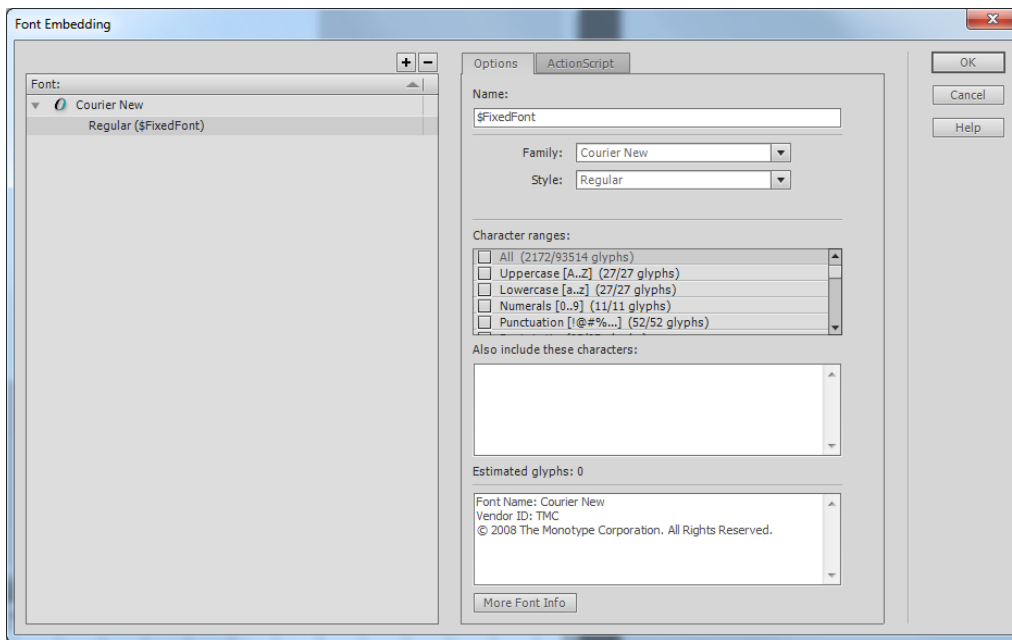 Font Embedding
Font:
Courier New
Regular ($FixedFont)
Options
ActionScript
Name:
$FixedFont
Family: Courier New
Style: Regular
Character ranges:
All (2172/93514 glyphs)
Uppercase [A..Z] (27/27 glyphs)
Lowercase [a..z] (27/27 glyphs)
Numerals [0..9] (11/11 glyphs)
Punctuation [!@#%...] (52/52 glyphs)
Also include these characters:
Estimated glyphs: 0
Font Name: Courier New
Vendor ID: TMC
© 2008 The Monotype Corporation. All Rights Reserved.
More Font Info
OK
Cancel
Help